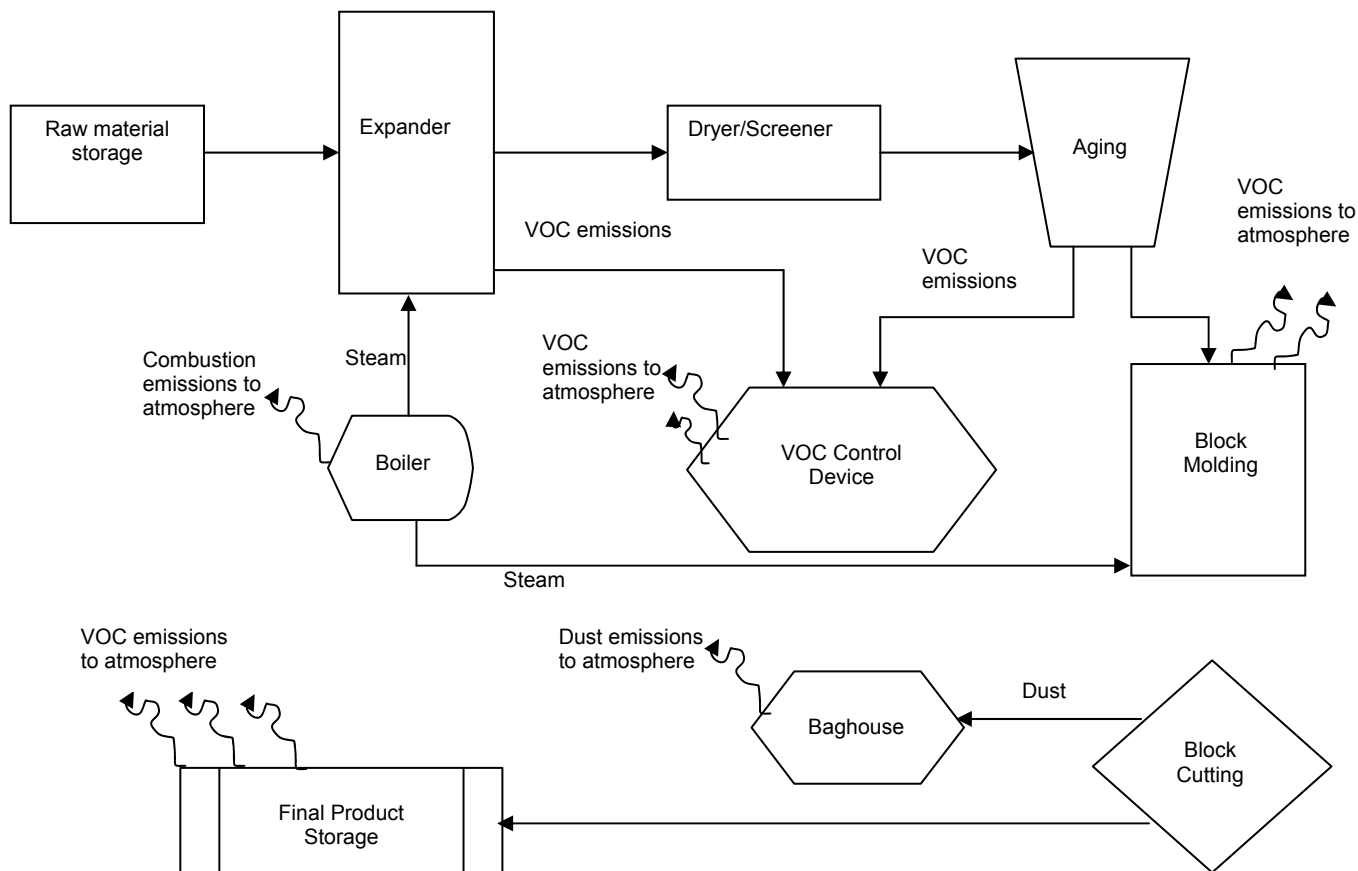 Raw material
storage
Expander
Dryer/Screener
Aging
VOC
emissions to
atmosphere
VOC emissions
VOC
emissions
Combustion
emissions to
atmosphere
Steam
VOC
emissions to
atmosphere
Boiler
VOC Control
Device
Block
Molding
Steam
VOC emissions
to atmosphere
Dust emissions
to atmosphere
Dust
Baghouse
Block
Cutting
Final Product
Storage